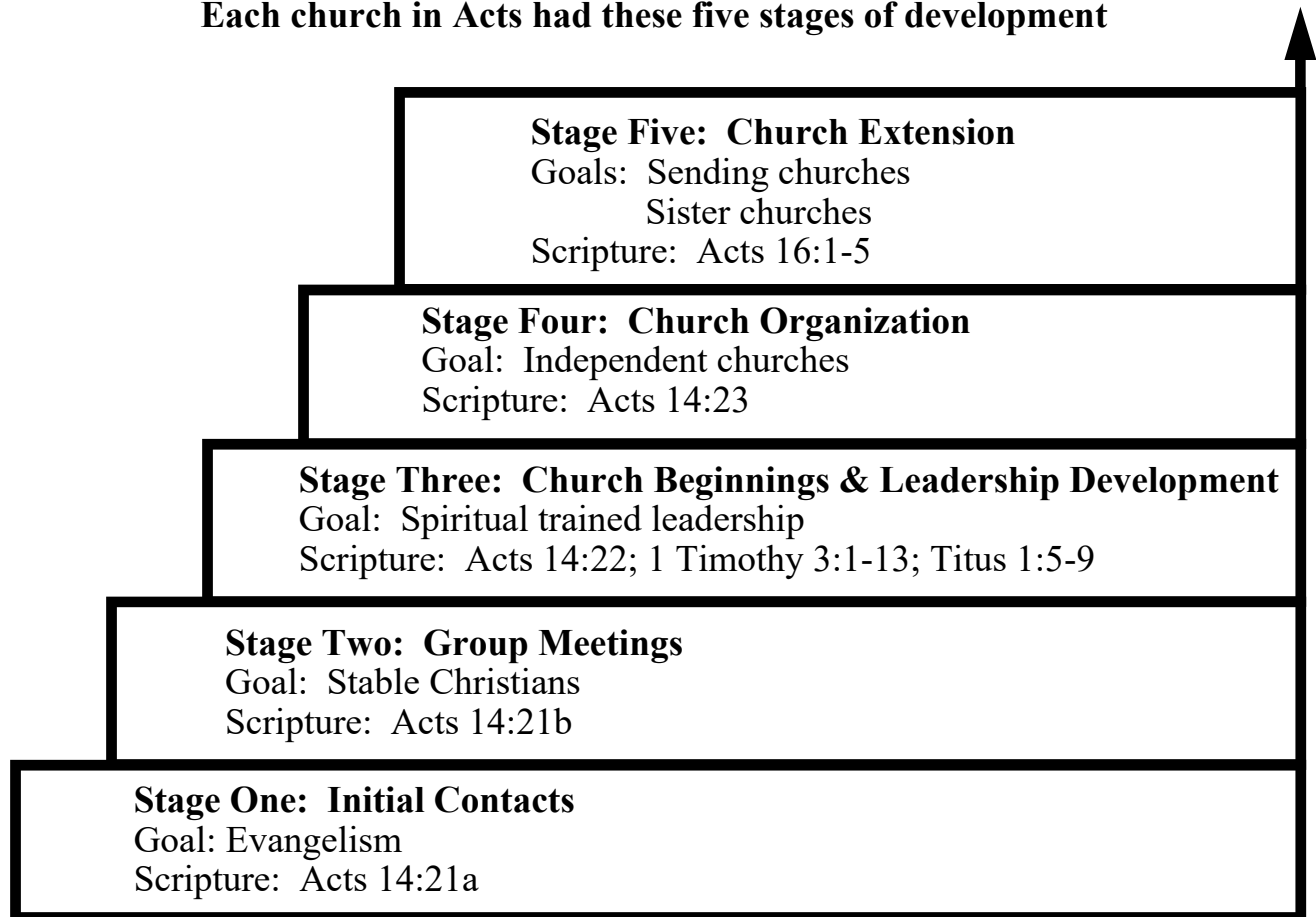 Each church in Acts had these five stages of development
Stage Five:  Church Extension
Goals:  Sending churches
Sister churches
Scripture:  Acts 16:1-5
Stage Four:  Church Organization
Goal:  Independent churches
Scripture:  Acts 14:23
Stage Three:  Church Beginnings & Leadership Development
Goal:  Spiritual trained leadership
Scripture:  Acts 14:22; 1 Timothy 3:1-13; Titus 1:5-9
Stage Two:  Group Meetings
Goal:  Stable Christians
Scripture:  Acts 14:21b
Stage One:  Initial Contacts
Goal: Evangelism
Scripture:  Acts 14:21a